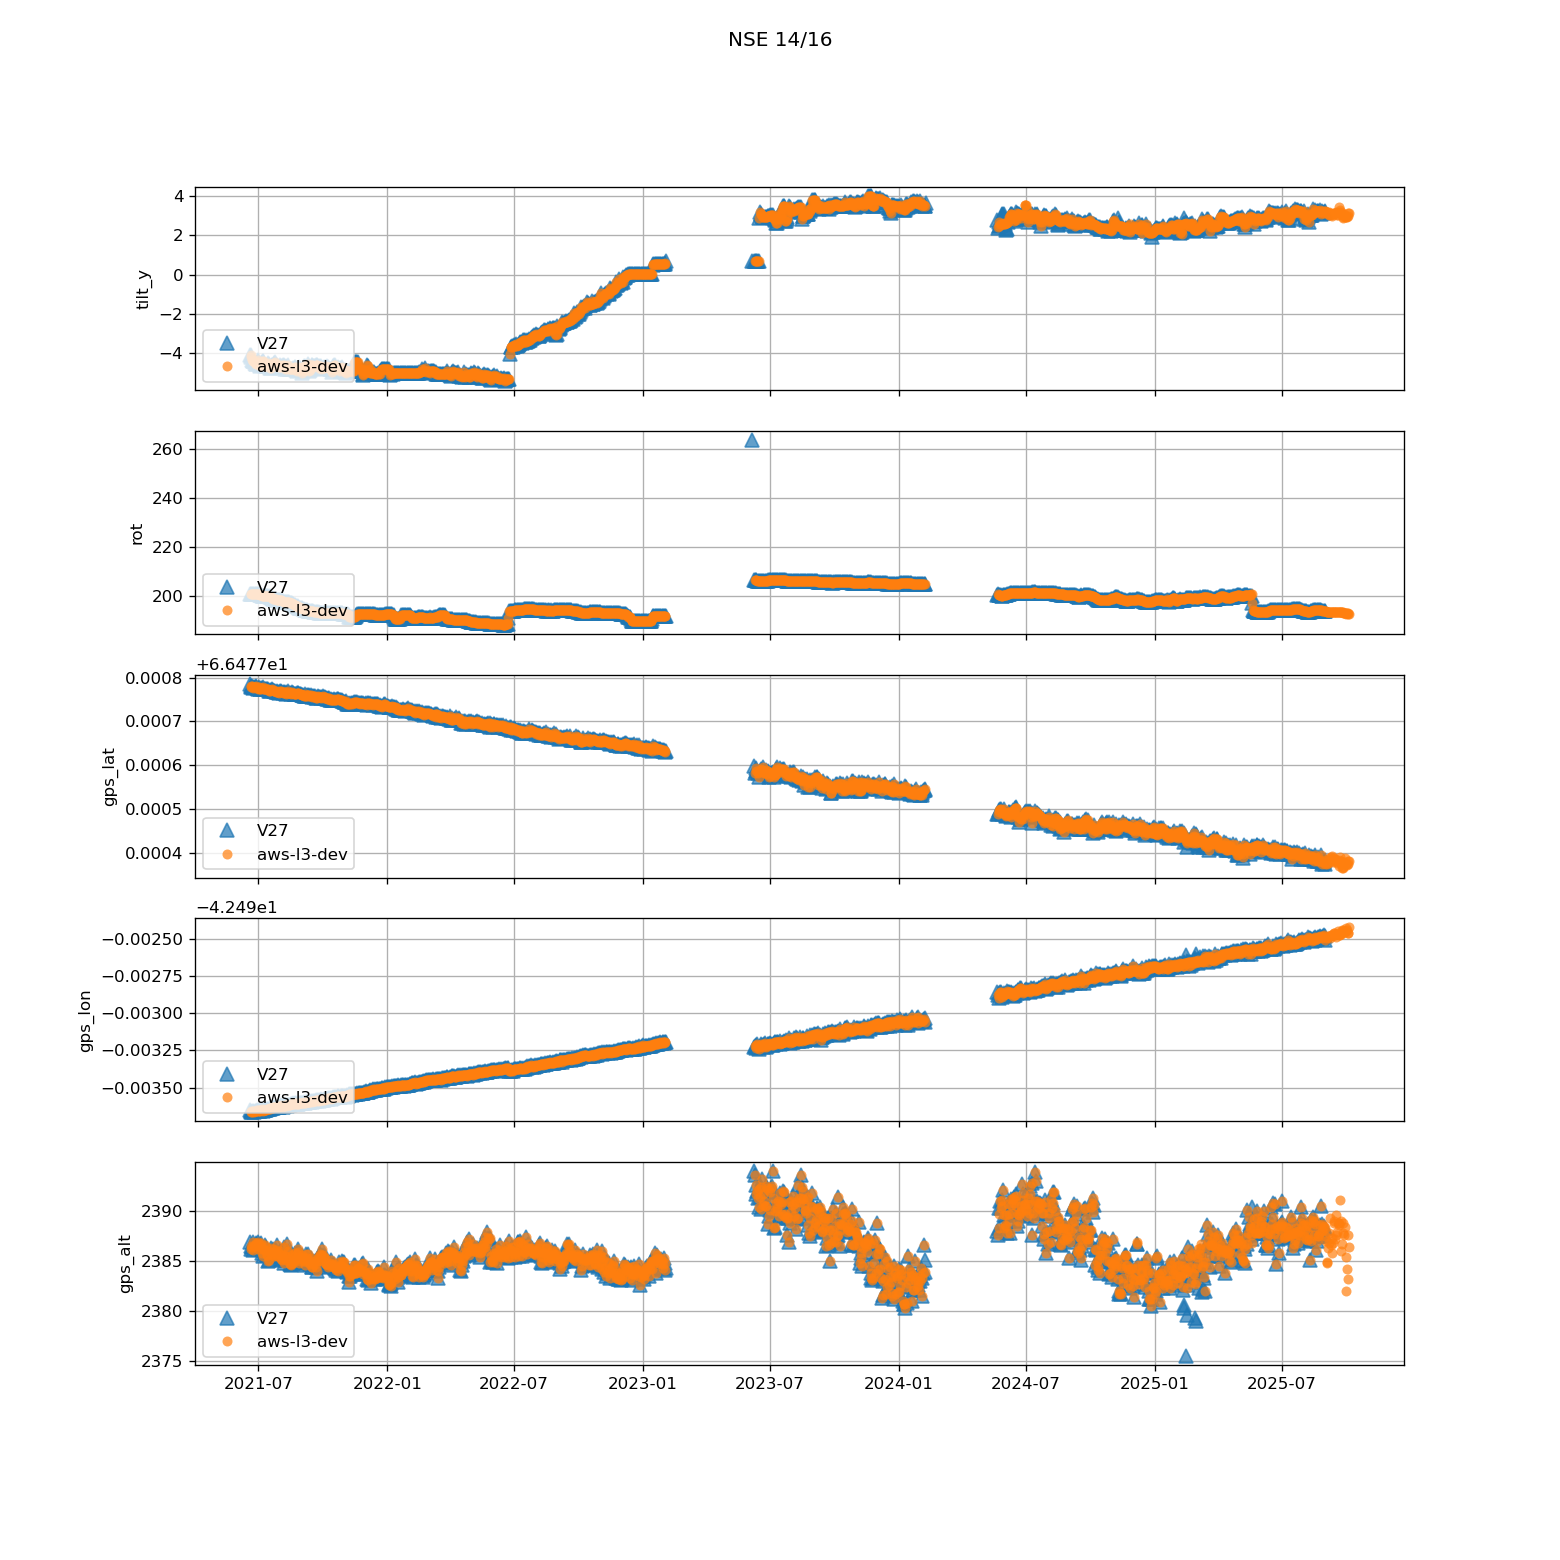 NSE 14/16
4
2
0
−2
−4
tilt_y
V27
aws-l3-dev
260
240
220
200
rot
V27
aws-l3-dev
+6.6477e1
0.0008
0.0007
0.0006
0.0005
0.0004
gps_lat
V27
aws-l3-dev
−4.249e1
−0.00250
−0.00275
−0.00300
−0.00325
−0.00350
gps_lon
V27
aws-l3-dev
2390
2385
2380
2375
gps_alt
V27
aws-l3-dev
2021-07 2022-01 2022-07 2023-01 2023-07 2024-01 2024-07 2025-01 2025-07